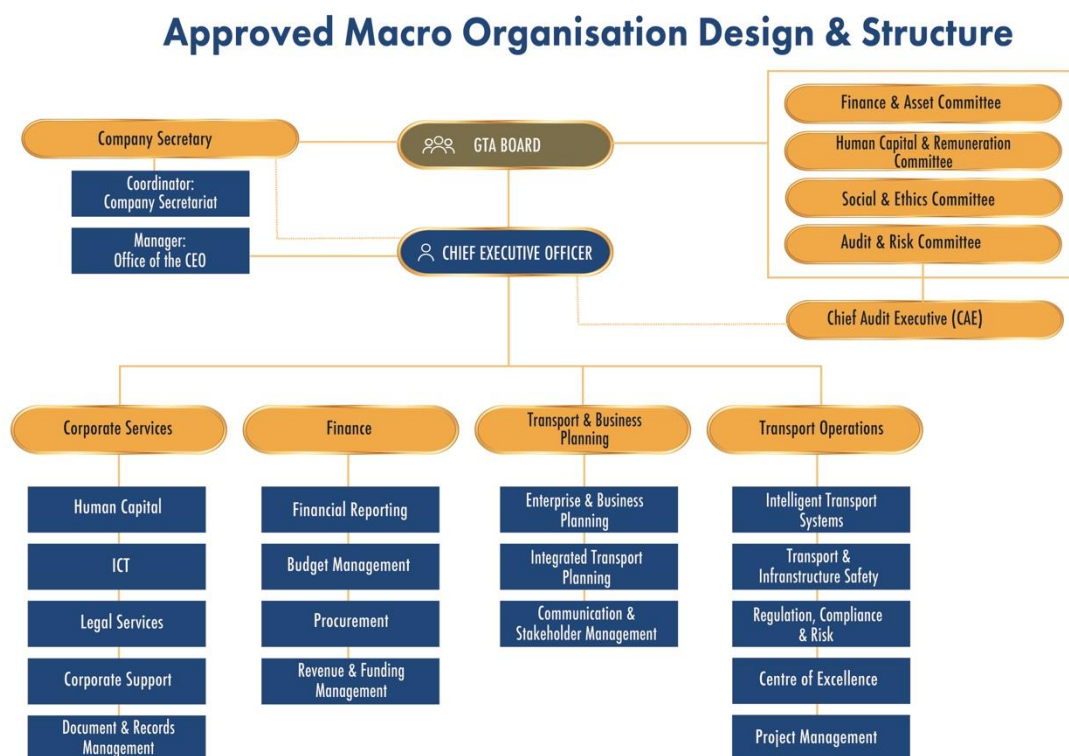 Approved Macro Organisation Design & Structure
Company Secretary
Coordinator:
Company Secretariat
Manager:
Office of the CEO
GTA BOARD
CHIEF EXECUTIVE OFFICER
Finance & Asset Committee
Human Capital & Remuneration
Committee
Social & Ethics Committee
Audit & Risk Committee
Chief Audit Executive (CAE)
Corporate Services
Human Capital
ICT
Legal Services
Corporate Support
Document & Records
Management
Finance
Financial Reporting
Budget Management
Procurement
Revenue & Funding
Management
Transport & Business
Planning
Enterprise & Business
Planning
Integrated Transport
Planning
Communication &
Stakeholder Management
Transport Operations
Intelligent Transport
Systems
Transport &
Infrastructure Safety
Regulation, Compliance
& Risk
Centre of Excellence
Project Management